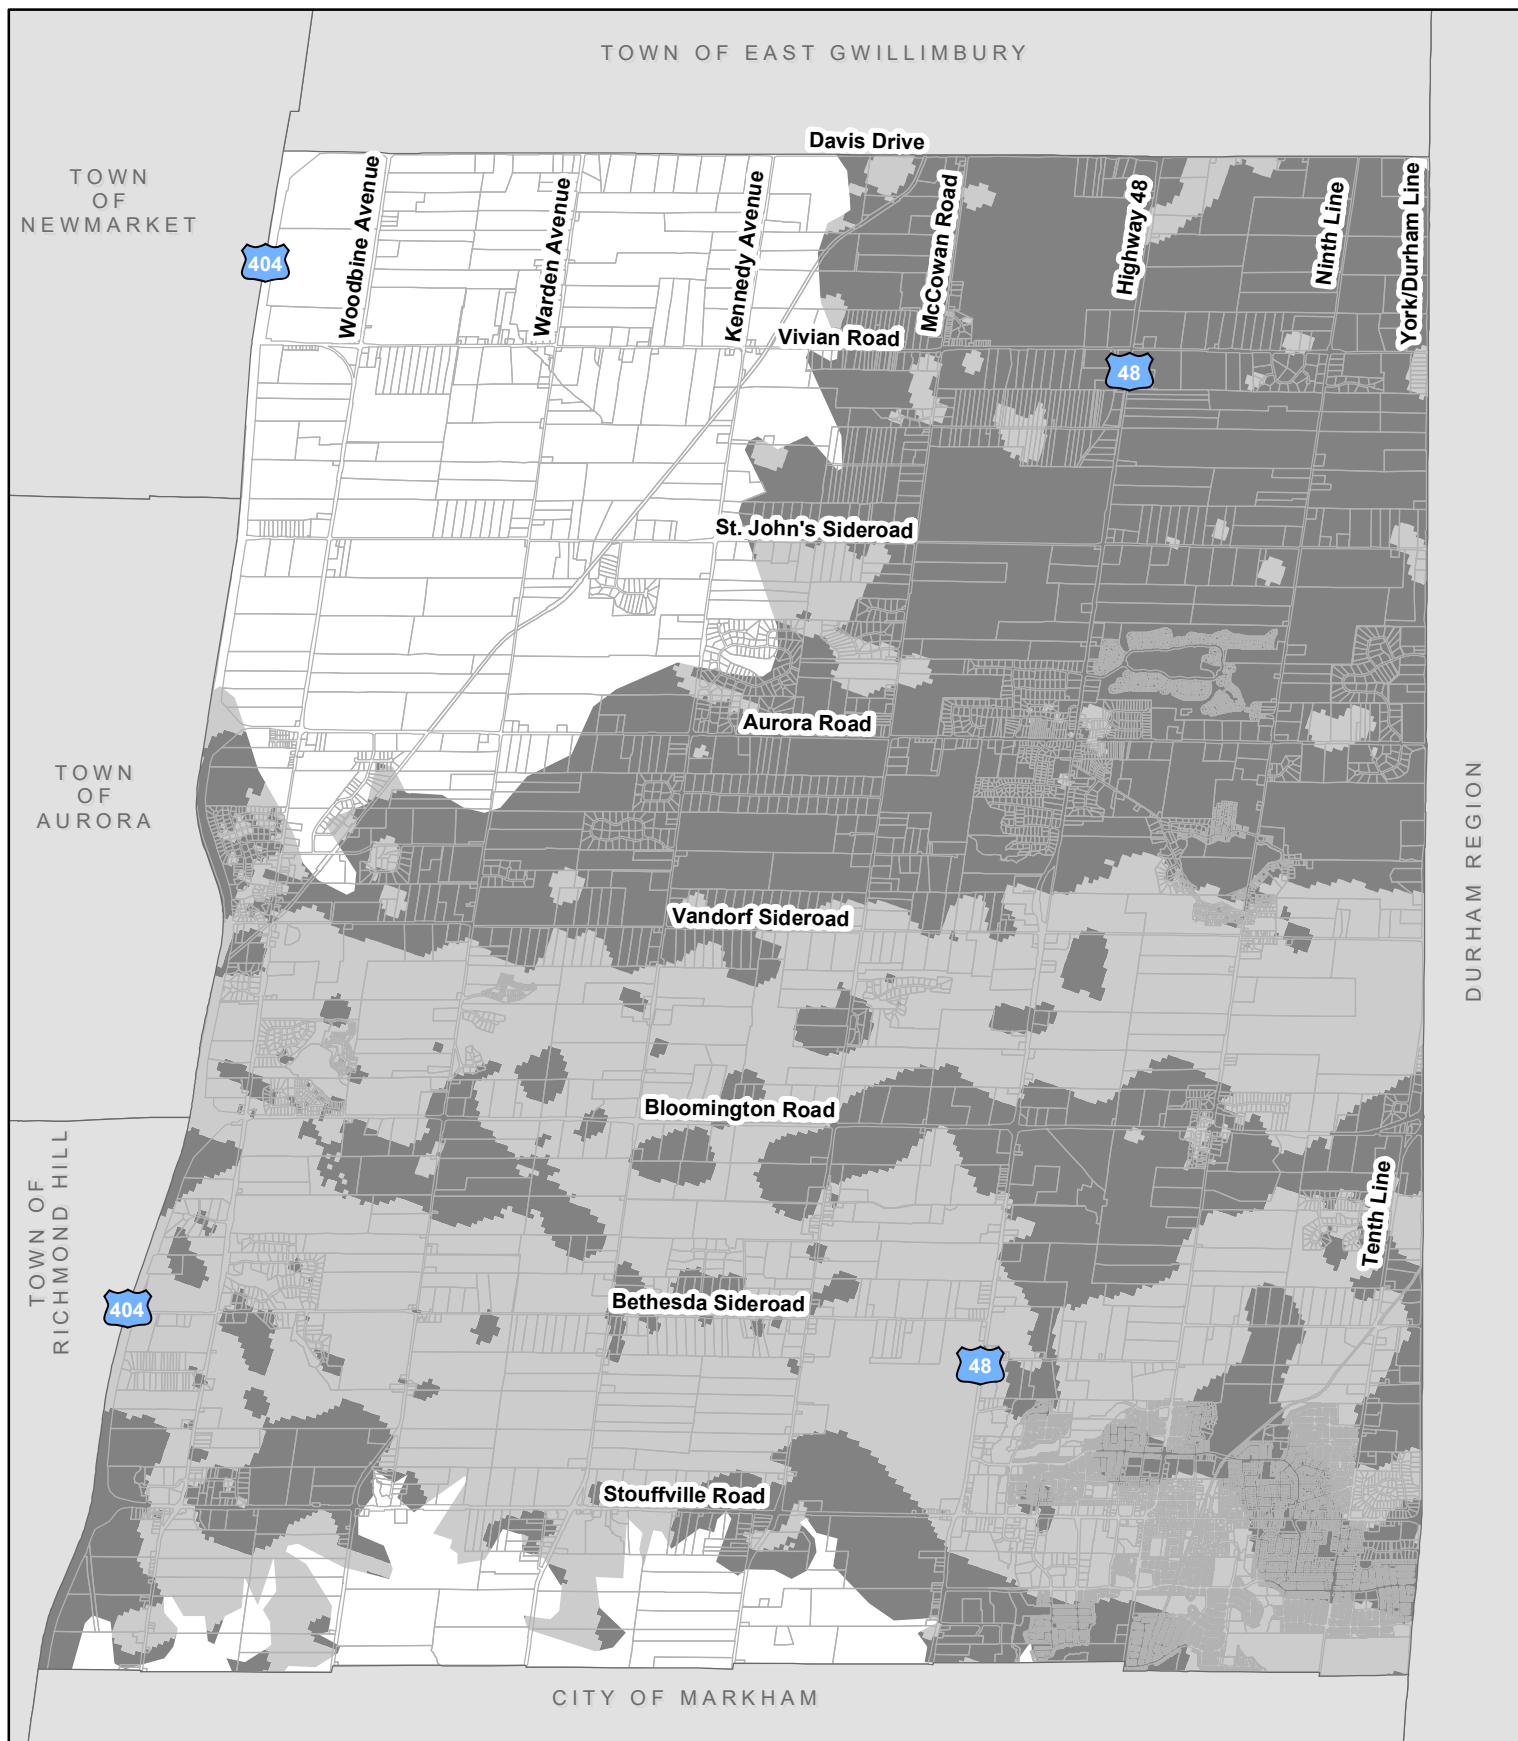 TOWN OF EAST GWILLIMBURY
Davis Drive
TOWN
OF
NEWMARKET
Woodbine Avenue
Warden Avenue
Kennedy Avenue
McCowan Road
Highway 48
Ninth Line
York/Durham Line
404
Vivian Road
48
St. John's Sideroad
Aurora Road
TOWN
OF
AURORA
DURHAM REGION
Vandorf Sideroad
Bloomington Road
TOWN OF
RICHMOND HILL
Tenth Line
404
Bethesda Sideroad
48
Stouffville Road
CITY OF MARKHAM